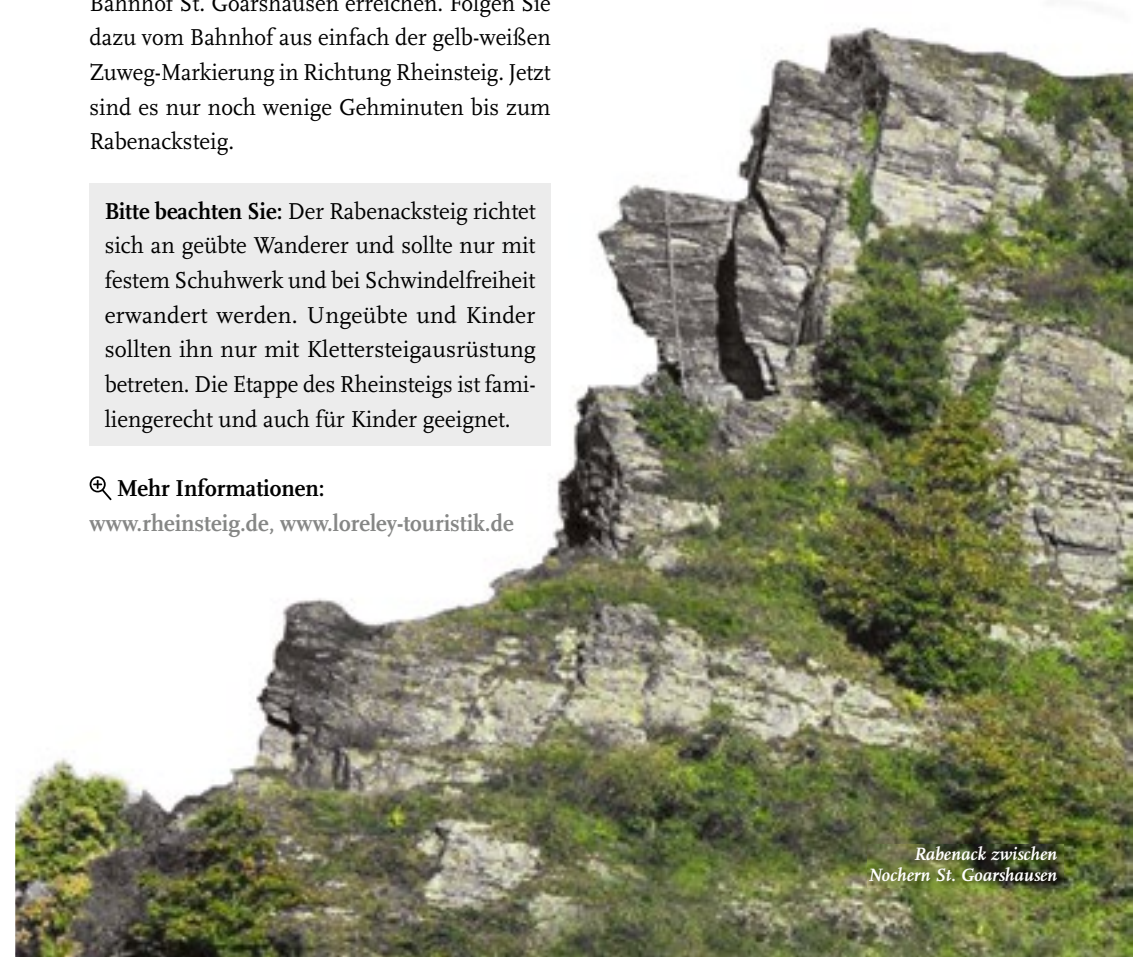 Bahnhof St. Goarshausen erreichen. Folgen Sie
dazu vom Bahnhof aus einfach der gelb-weißen
Zuweg-Markierung in Richtung Rheinsteig. Jetzt
sind es nur noch wenige Gehminuten bis zum
Rabenacksteig.
Bitte beachten Sie: Der Rabenacksteig richtet
sich an geübte Wanderer und sollte nur mit
festem Schuhwerk und bei Schwindelfreiheit
erwandert werden. Ungeübte und Kinder
sollten ihn nur mit Klettersteigausrüstung
betreten. Die Etappe des Rheinsteigs ist fami-
liengerecht und auch für Kinder geeignet.
Mehr Informationen:
www.rheinsteig.de, www.loreley-touristik.de
Rabenack zwischen
Nochern St. Goarshausen